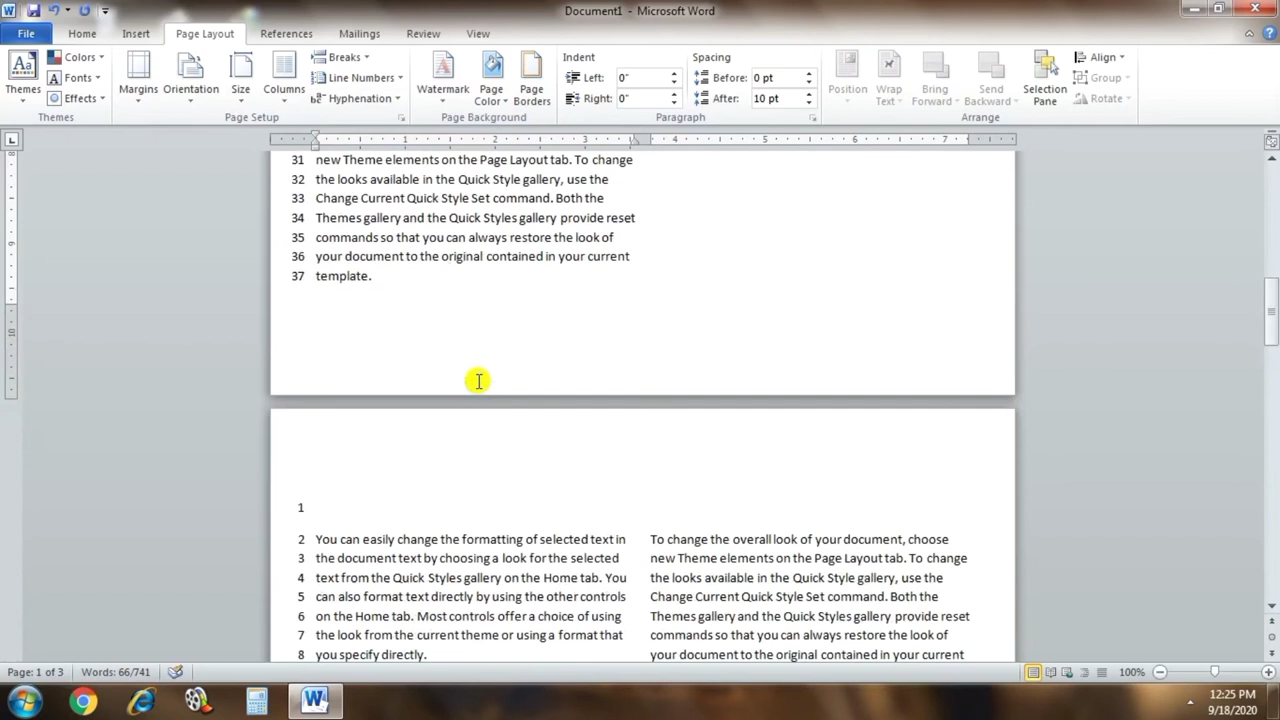 Document1 - Microsoft Word
File Home Insert Page Layout References Mailings Review View
Themes
Colors
Fonts
Effects
Themes
Margins
Orientation
Size
Columns
Breaks
Line Numbers
Hyphenation
Page Setup
Watermark
Page Color
Page Borders
Page Background
Indent
Left: 0"
Right: 0"
Spacing
Before: 0 pt
After: 10 pt
Paragraph
Position
Wrap Text
Bring Forward
Send Backward
Selection Pane
Align
Group
Rotate
Arrange
1 2 3 4 5 6 7
31 new Theme elements on the Page Layout tab. To change
32 the looks available in the Quick Style gallery, use the
33 Change Current Quick Style Set command. Both the
34 Themes gallery and the Quick Styles gallery provide reset
35 commands so that you can always restore the look of
36 your document to the original contained in your current
37 template.
1
2 You can easily change the formatting of selected text in
3 the document text by choosing a look for the selected
4 text from the Quick Styles gallery on the Home tab. You
5 can also format text directly by using the other controls
6 on the Home tab. Most controls offer a choice of using
7 the look from the current theme or using a format that
8 you specify directly.
To change the overall look of your document, choose
new Theme elements on the Page Layout tab. To change
the looks available in the Quick Style gallery, use the
Change Current Quick Style Set command. Both the
Themes gallery and the Quick Styles gallery provide reset
commands so that you can always restore the look of
your document to the original contained in your current
Page: 1 of 3 Words: 66/741 100%
12:25 PM
9/18/2020